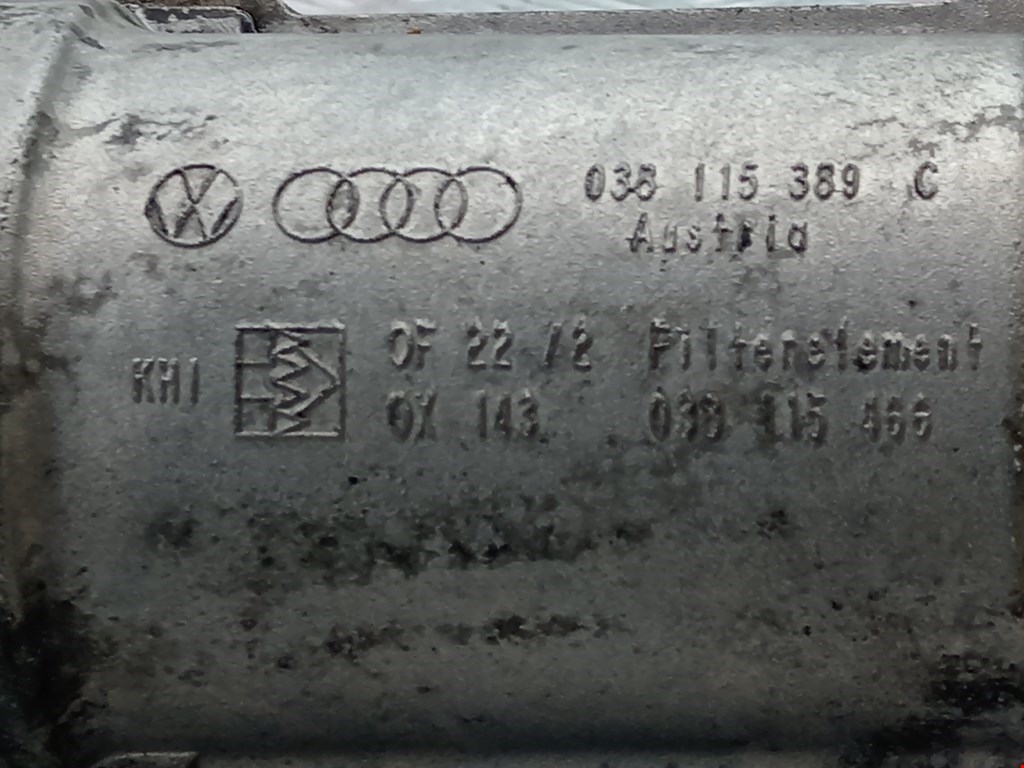 038 115 389 C
Austria
KH1
OF 22 /2 Filterelement
OX 143 038 115 466